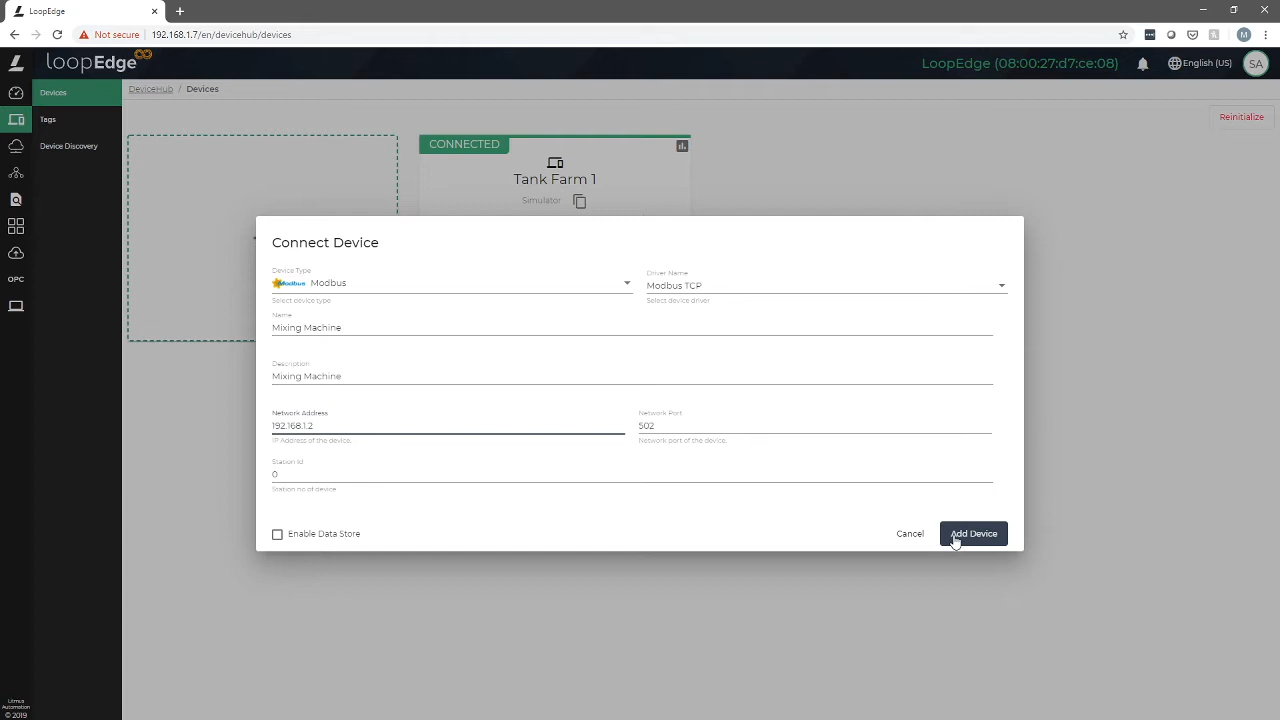 LoopEdge
Not secure 192.168.1.7/en/devicehub/devices
M
loopEdge
LoopEdge (08:00:27:d7:ce:08)
English (US)
SA
Devices
Tags
Device Discovery
OPC
Litmus
Automation
© 2019
DeviceHub / Devices
Reinitialize
CONNECTED
Tank Farm 1
Simulator
Connect Device
Device Type
Modbus Modbus
Select device type
Driver Name
Modbus TCP
Select device driver
Name
Mixing Machine
Description
Mixing Machine
Network Address
192.168.1.2
IP Address of the device.
Network Port
502
Network port of the device.
Station Id
0
Station no of device
Enable Data Store
Cancel
Add Device